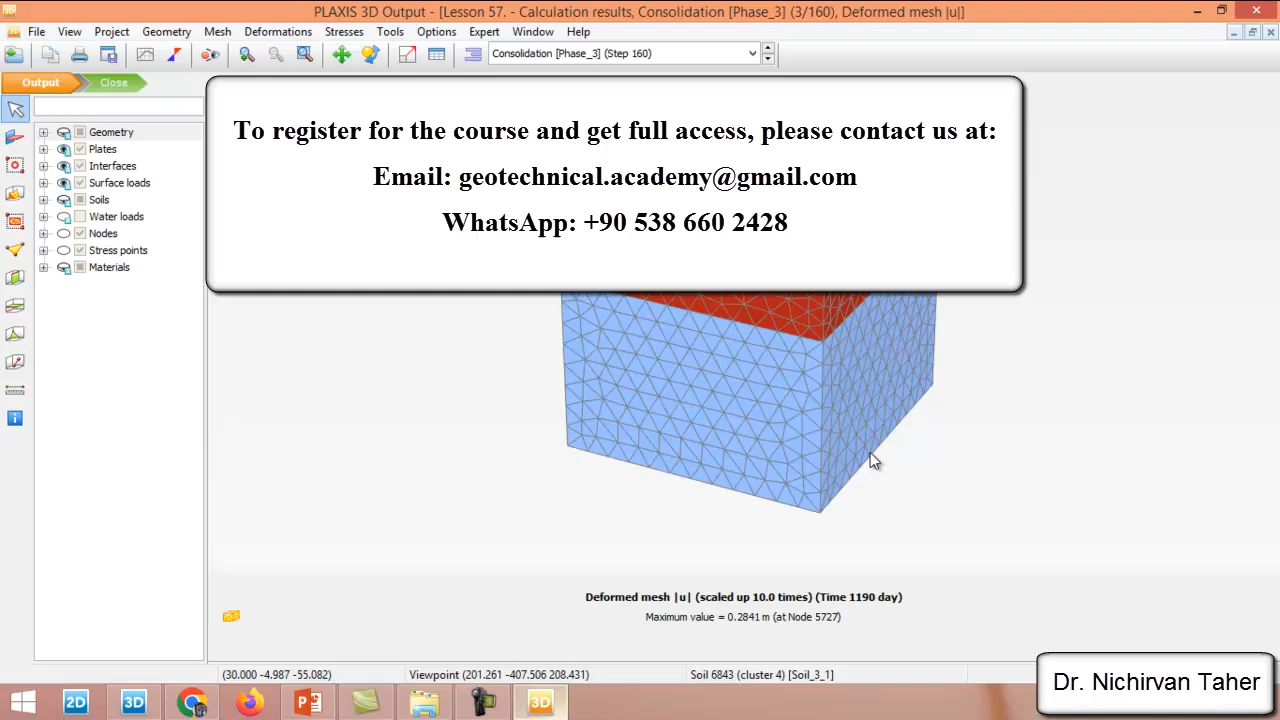 PLAXIS 3D Output - [Lesson 57. - Calculation results, Consolidation [Phase_3] (3/160), Deformed mesh |u|]
File View Project Geometry Mesh Deformations Stresses Tools Options Expert Window Help
Consolidation [Phase_3] (Step 160)
Output Close
To register for the course and get full access, please contact us at:
Email: geotechnical.academy@gmail.com
WhatsApp: +90 538 660 2428
Geometry
Plates
Interfaces
Surface loads
Soils
Water loads
Nodes
Stress points
Materials
Deformed mesh |u| (scaled up 10.0 times) (Time 1190 day)
Maximum value = 0.2841 m (at Node 5727)
(30.000 -4.987 -55.082) Viewpoint (201.261 -407.506 208.431) Soil 6843 (cluster 4) [Soil_3_1]
Dr. Nichirvan Taher
2D 3D 3D